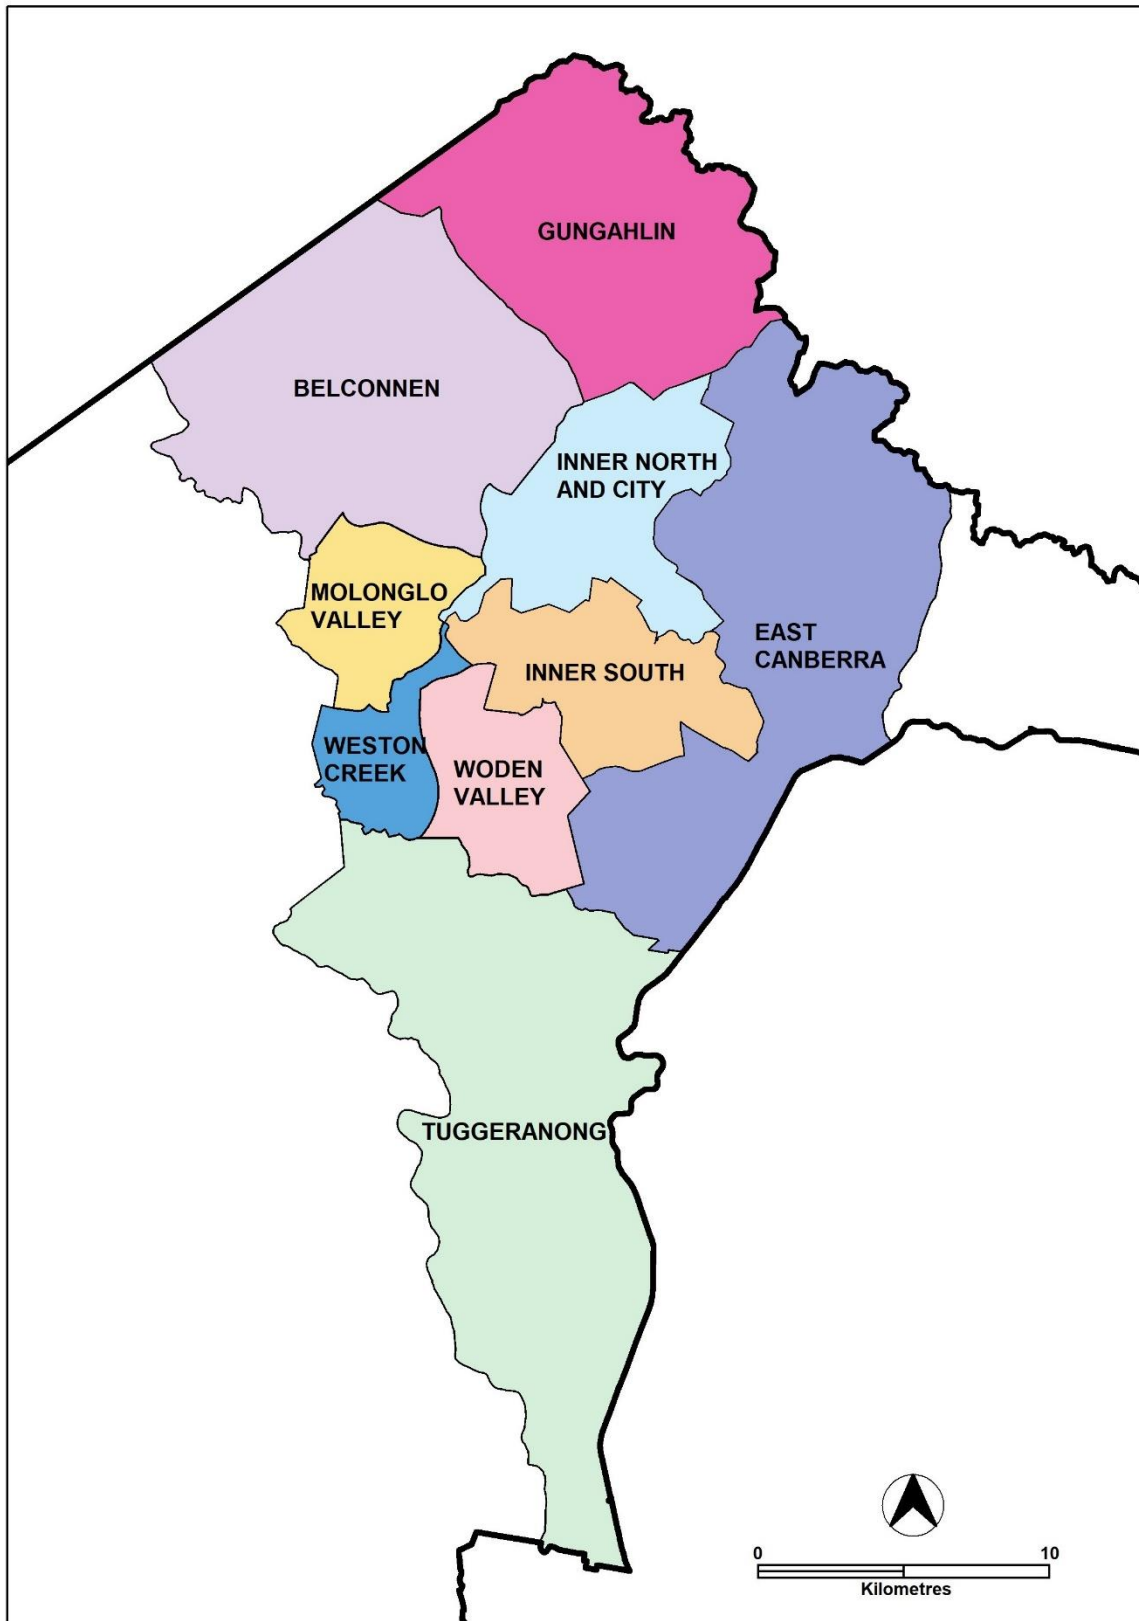 GUNGAHLIN
BELCONNEN
INNER NORTH
AND CITY
MOLONGLO
VALLEY
EAST
CANBERRA
INNER SOUTH
WESTON
CREEK
WODEN
VALLEY
TUGGERANONG
0 10
Kilometres